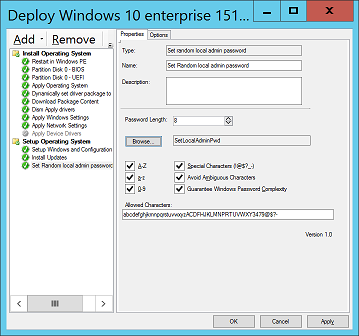 Deploy Windows 10 enterprise 151...
Add Remove
Install Operating System
Restart in Windows PE
Partition Disk 0 - BIOS
Partition Disk 0 - UEFI
Apply Operating System
Dynamically set driver package to
Download Package Content
Dism Apply drivers
Apply Windows Settings
Apply Network Settings
Apply Device Drivers
Setup Operating System
Setup Windows and Configuration
Install Updates
Set Random local admin password
Properties Options
Type: Set random local admin password
Name: Set Random local admin password
Description:
Password Length: 8
Browse... SetLocalAdminPwd
A-Z Special Characters (!@$?_-)
a-z Avoid Ambiguous Characters
0-9 Guarantee Windows Password Complexity
Allowed Characters:
abcdefghjkmnpqrstuvwxyzACDFHJKLMNPRTUVWXY3479@$?-
Version 1.0
OK Cancel Apply